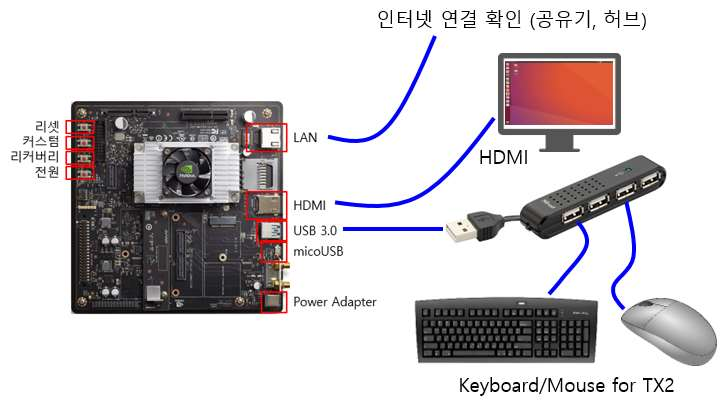 인터넷 연결 확인 (공유기, 허브)
리셋
커스텀
리커버리
전원
LAN
HDMI
HDMI
USB 3.0
micoUSB
Power Adapter
NVIDIA
Keyboard/Mouse for TX2